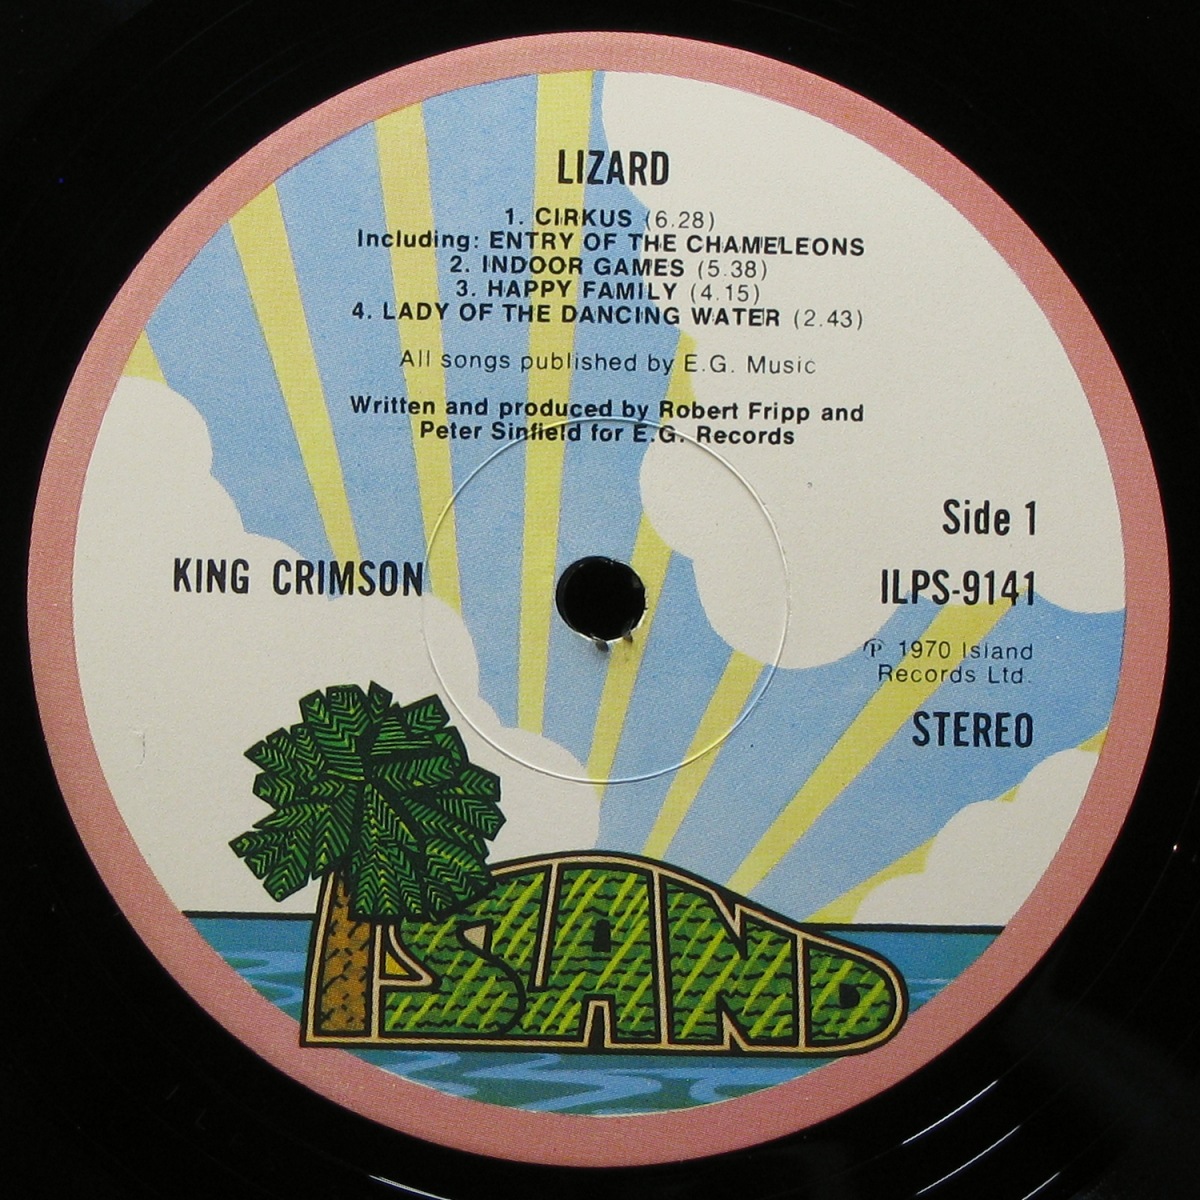 LIZARD
1. CIRKUS (6.28)
Including: ENTRY OF THE CHAMELEONS
2. INDOOR GAMES (5.38)
3. HAPPY FAMILY (4.15)
4. LADY OF THE DANCING WATER (2.43)
All songs published by E.G. Music
Written and produced by Robert Fripp and
Peter Sinfield for E.G. Records
Side 1
KING CRIMSON
ILPS-9141
℗ 1970 Island
Records Ltd.
STEREO
ISLAND